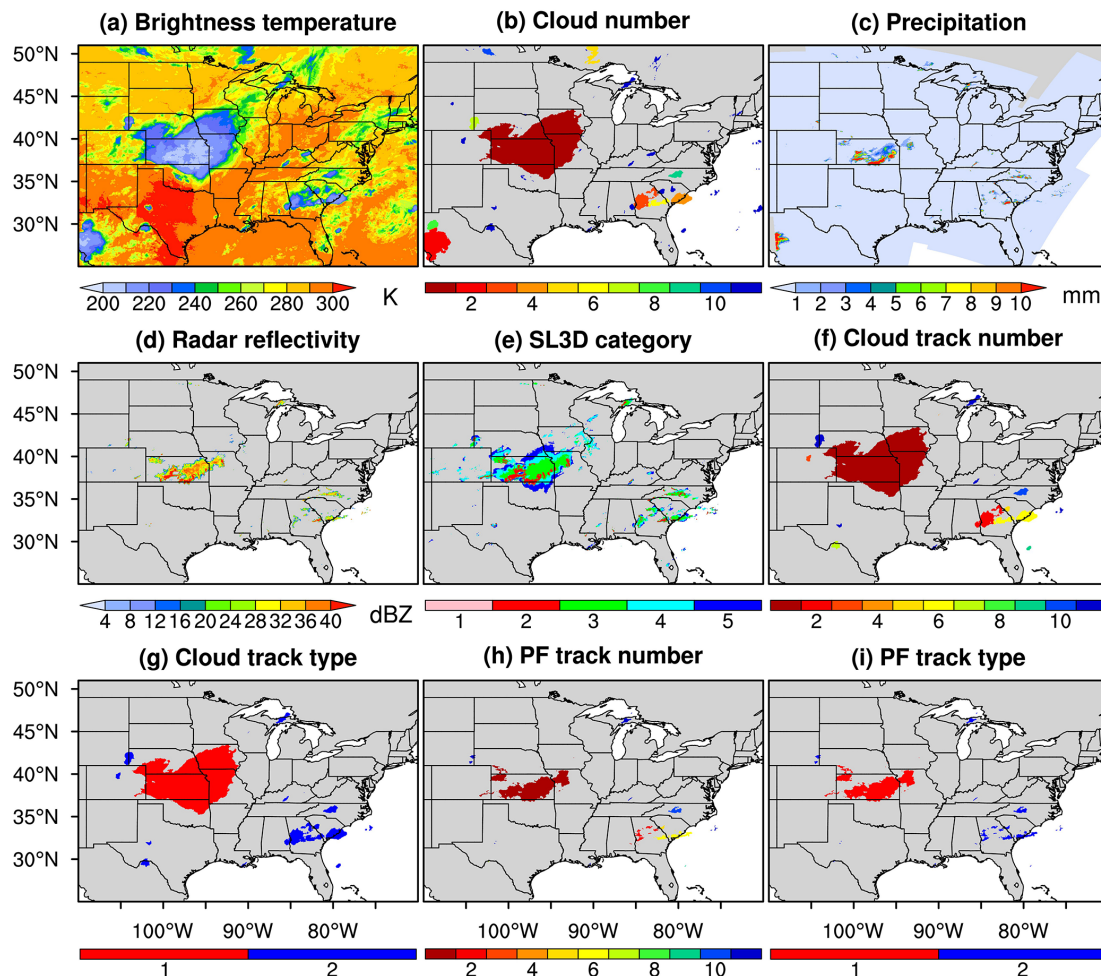 (a) Brightness temperature
(b) Cloud number
(c) Precipitation
50°N
45°N
40°N
35°N
30°N
200 220 240 260 280 300 K
2 4 6 8 10
1 2 3 4 5 6 7 8 9 10 mm
(d) Radar reflectivity
(e) SL3D category
(f) Cloud track number
50°N
45°N
40°N
35°N
30°N
4 8 12 16 20 24 28 32 36 40 dBZ
1 2 3 4 5
2 4 6 8 10
(g) Cloud track type
(h) PF track number
(i) PF track type
50°N
45°N
40°N
35°N
30°N
100°W 90°W 80°W
100°W 90°W 80°W
100°W 90°W 80°W
1 2
2 4 6 8 10
1 2